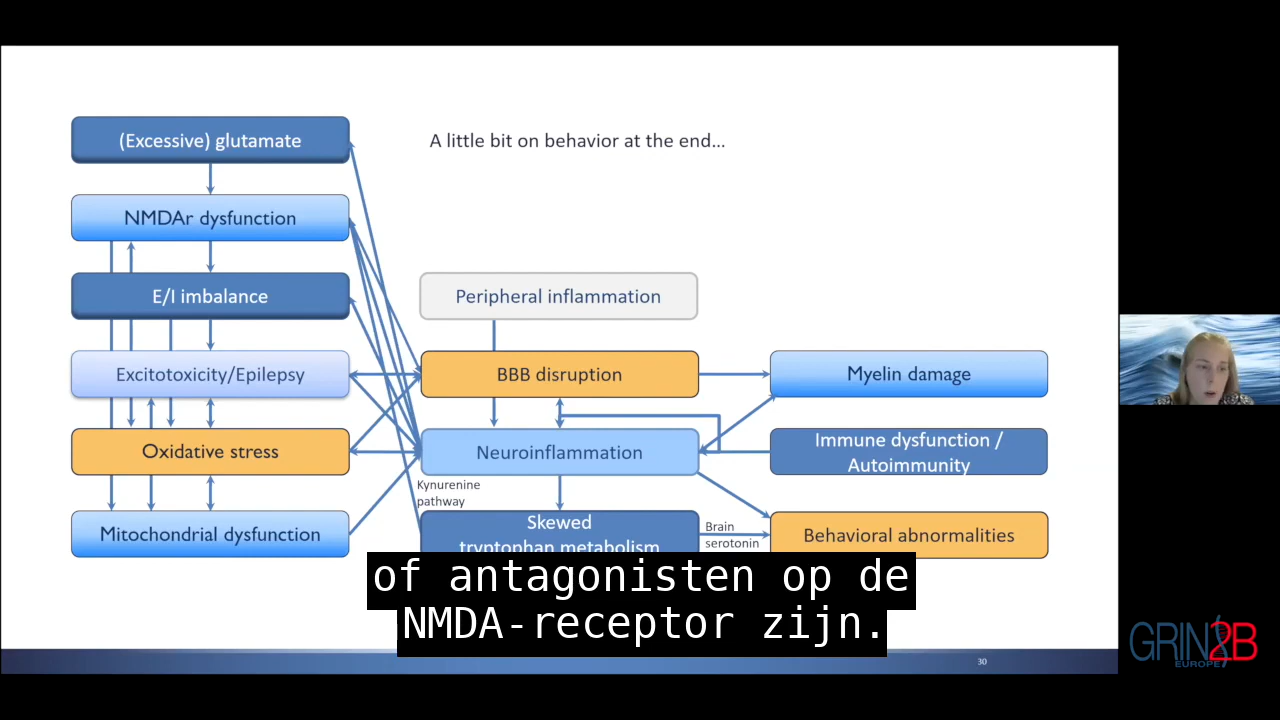 (Excessive) glutamate
A little bit on behavior at the end...
NMDAr dysfunction
E/I imbalance
Peripheral inflammation
Excitotoxicity/Epilepsy
BBB disruption
Myelin damage
Oxidative stress
Neuroinflammation
Immune dysfunction /
Autoimmunity
Kynurenine
pathway
Mitochondrial dysfunction
Skewed
tryptophan metabolism
Brain
serotonin
Behavioral abnormalities
of antagonisten op de
NMDA-receptor zijn.
30
GRIN2B
EUROPE